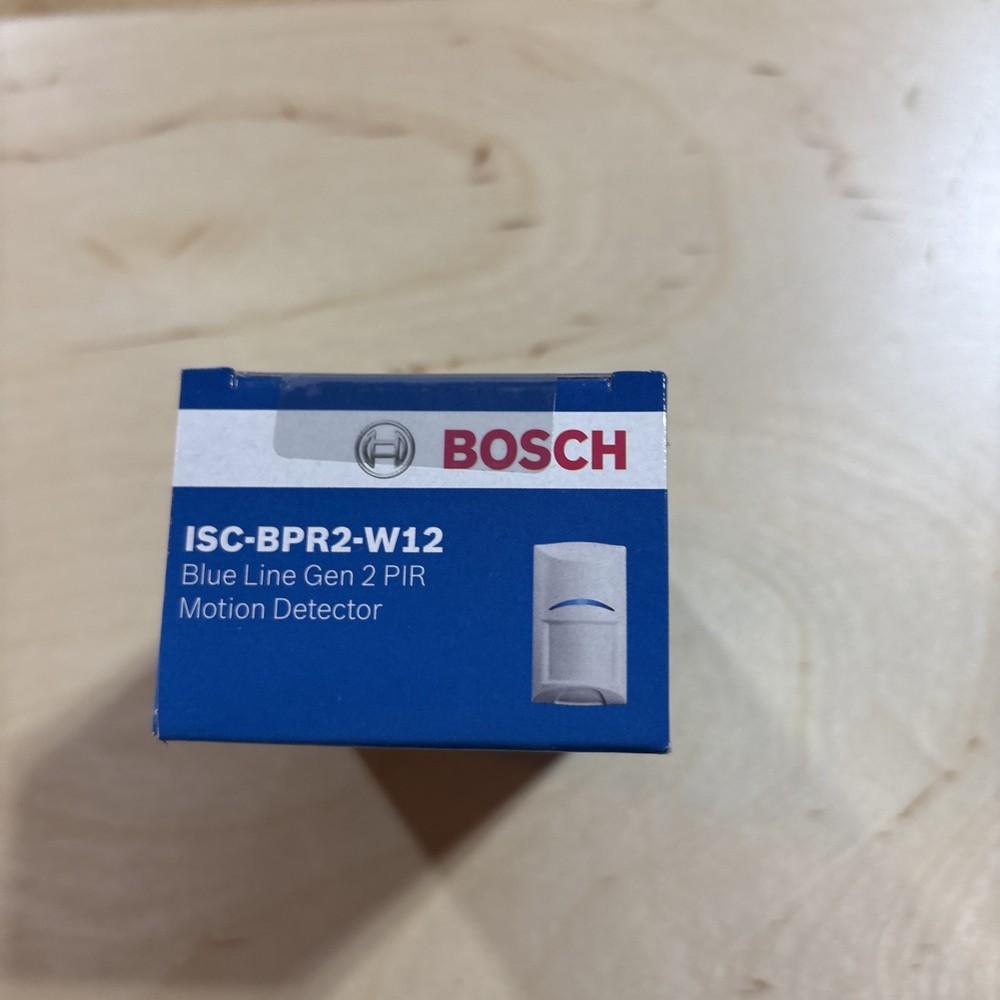 BOSCH
ISC-BPR2-W12
Blue Line Gen 2 PIR
Motion Detector